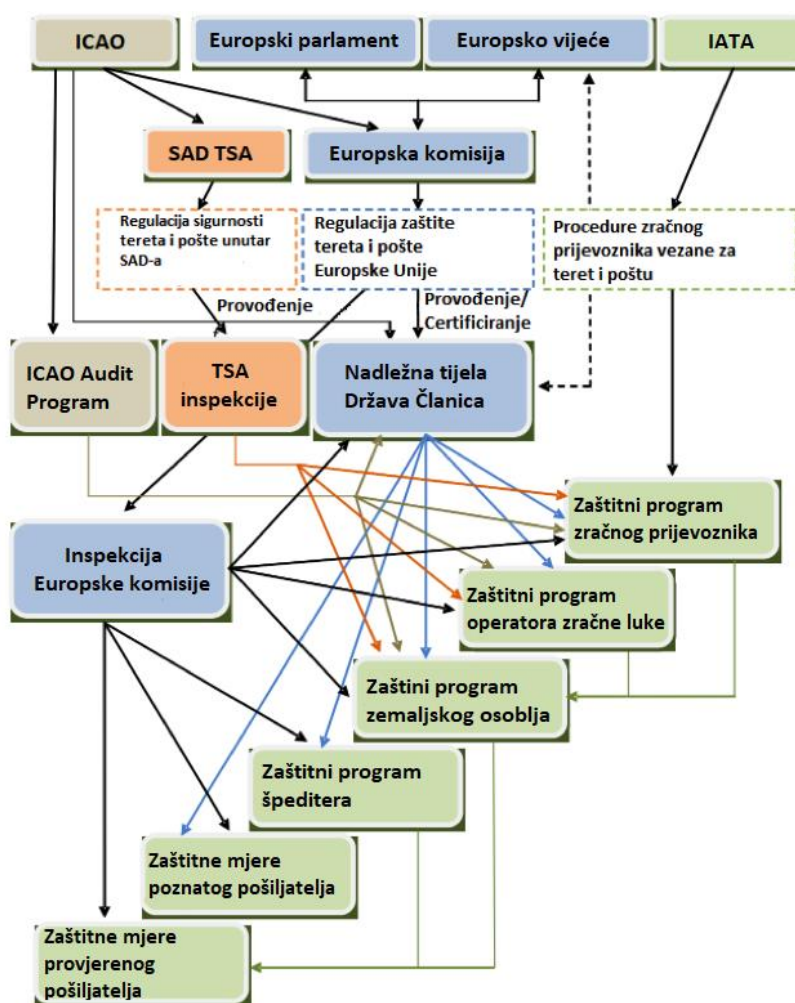 ICAO
Europski parlament
Europsko vijeće
IATA
SAD TSA
Europska komisija
Regulacija sigurnosti
tereta i pošte unutar
SAD-a
Regulacija zaštite
tereta i pošte
Europske Unije
Procedure zračnog
prijevoznika vezane za
teret i poštu
Provođenje
Provođenje/
Certificiranje
ICAO Audit
Program
TSA
inspekcije
Nadležna tijela
Država Članica
Zaštitni program
zračnog prijevoznika
Inspekcija
Europske komisije
Zaštitni program
operatora zračne luke
Zaštini program
zemaljskog osoblja
Zaštitni program
špeditera
Zaštitne mjere
poznatog pošiljatelja
Zaštitne mjere
provjerenog
pošiljatelja